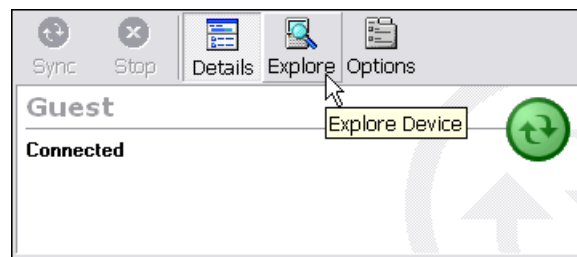 Sync Stop Details Explore Options
Guest
Explore Device
Connected